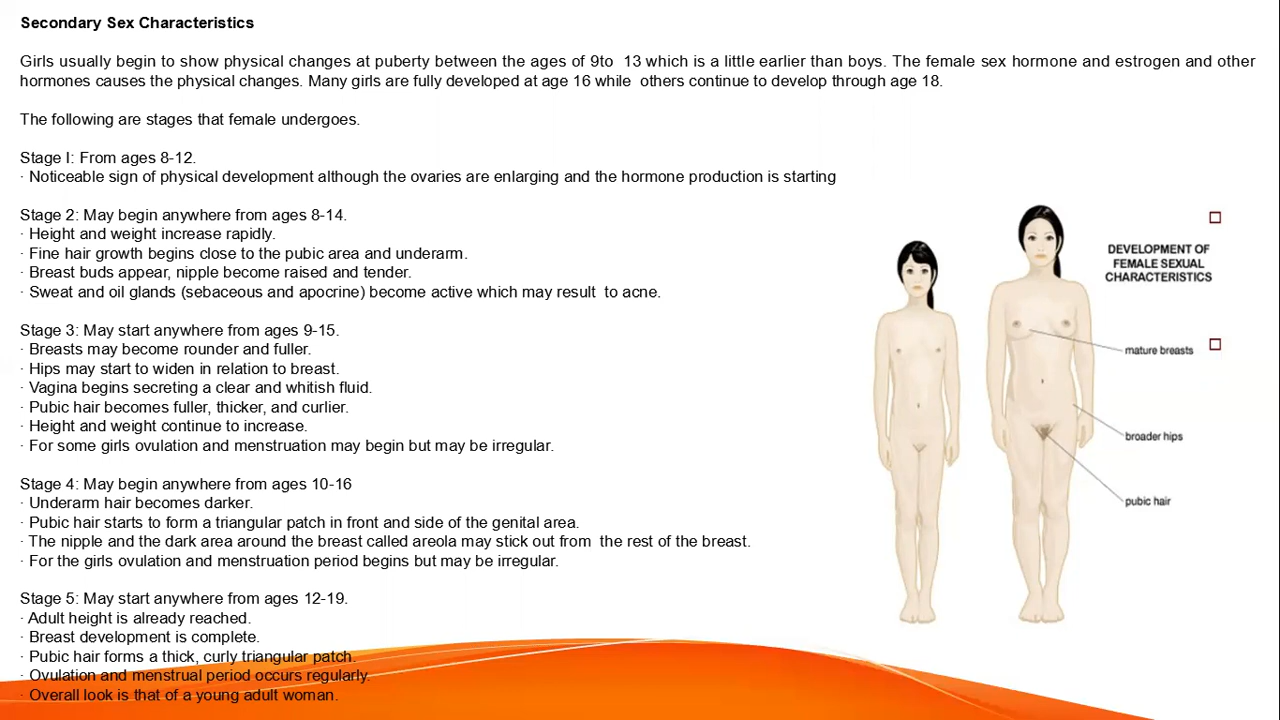 Secondary Sex Characteristics
Girls usually begin to show physical changes at puberty between the ages of 9to  13 which is a little earlier than boys. The female sex hormone and estrogen and other
hormones causes the physical changes. Many girls are fully developed at age 16 while  others continue to develop through age 18.
The following are stages that female undergoes.
Stage I: From ages 8-12.
· Noticeable sign of physical development although the ovaries are enlarging and the hormone production is starting
Stage 2: May begin anywhere from ages 8-14.
· Height and weight increase rapidly.
· Fine hair growth begins close to the pubic area and underarm.
· Breast buds appear, nipple become raised and tender.
· Sweat and oil glands (sebaceous and apocrine) become active which may result  to acne.
Stage 3: May start anywhere from ages 9-15.
· Breasts may become rounder and fuller.
· Hips may start to widen in relation to breast.
· Vagina begins secreting a clear and whitish fluid.
· Pubic hair becomes fuller, thicker, and curlier.
· Height and weight continue to increase.
· For some girls ovulation and menstruation may begin but may be irregular.
Stage 4: May begin anywhere from ages 10-16
· Underarm hair becomes darker.
· Pubic hair starts to form a triangular patch in front and side of the genital area.
· The nipple and the dark area around the breast called areola may stick out from  the rest of the breast.
· For the girls ovulation and menstruation period begins but may be irregular.
Stage 5: May start anywhere from ages 12-19.
· Adult height is already reached.
· Breast development is complete.
· Pubic hair forms a thick, curly triangular patch.
· Ovulation and menstrual period occurs regularly.
· Overall look is that of a young adult woman.
DEVELOPMENT OF
FEMALE SEXUAL
CHARACTERISTICS
mature breasts
broader hips
pubic hair